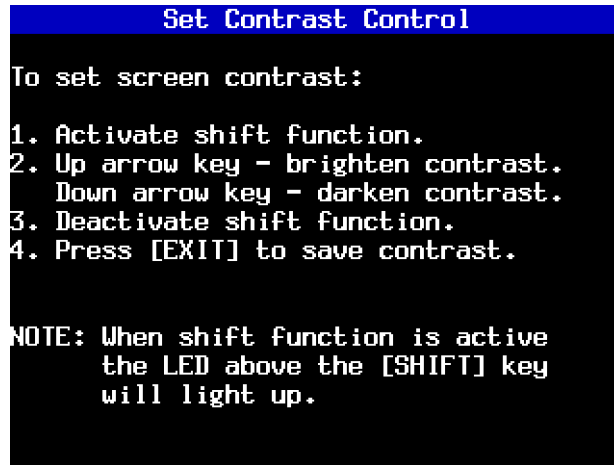 Set Contrast Control
To set screen contrast:
1. Activate shift function.
2. Up arrow key - brighten contrast.
Down arrow key - darken contrast.
3. Deactivate shift function.
4. Press [EXIT] to save contrast.
NOTE: When shift function is active
the LED above the [SHIFT] key
will light up.